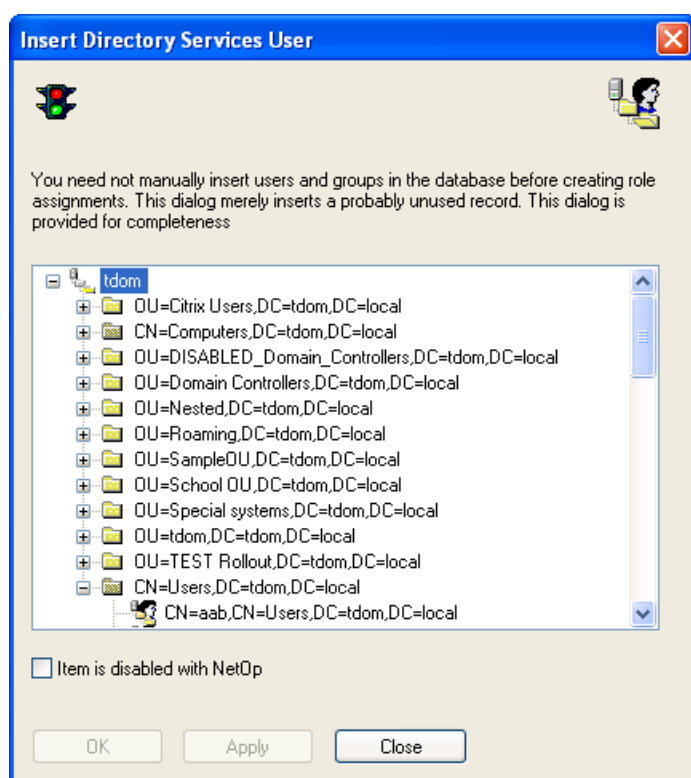 Insert Directory Services User
You need not manually insert users and groups in the database before creating role
assignments. This dialog merely inserts a probably unused record. This dialog is
provided for completeness
tdom
OU=Citrix Users,DC=tdom,DC=local
CN=Computers,DC=tdom,DC=local
OU=DISABLED_Domain_Controllers,DC=tdom,DC=local
OU=Domain Controllers,DC=tdom,DC=local
OU=Nested,DC=tdom,DC=local
OU=Roaming,DC=tdom,DC=local
OU=SampleOU,DC=tdom,DC=local
OU=School OU,DC=tdom,DC=local
OU=Special systems,DC=tdom,DC=local
OU=tdom,DC=tdom,DC=local
OU=TEST Rollout,DC=tdom,DC=local
CN=Users,DC=tdom,DC=local
CN=aab,CN=Users,DC=tdom,DC=local
Item is disabled with NetOp
OK Apply Close